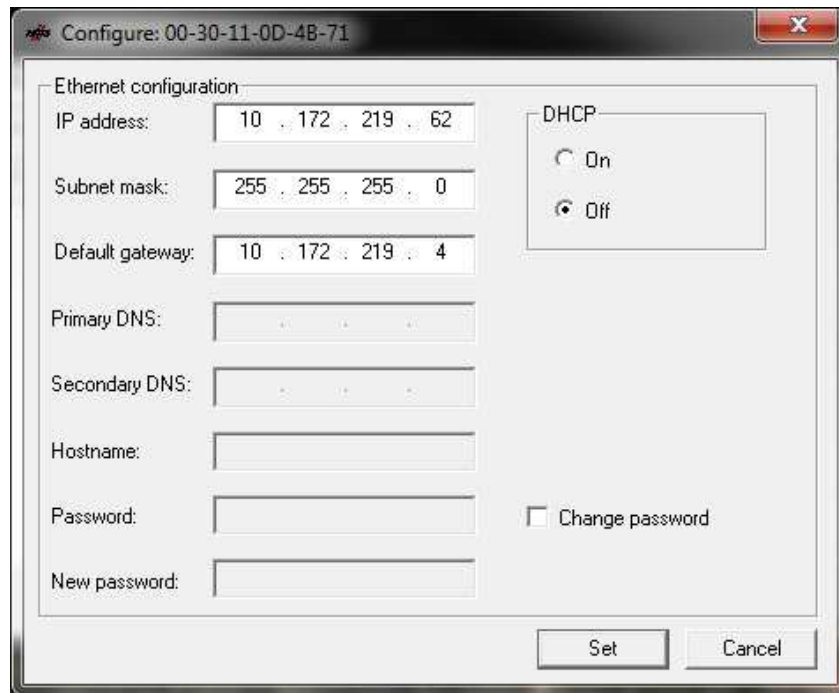 Configure: 00-30-11-0D-4B-71
Ethernet configuration
IP address: 10 . 172 . 219 . 62
DHCP
On
Subnet mask: 255 . 255 . 255 . 0
Off
Default gateway: 10 . 172 . 219 . 4
Primary DNS: . . .
Secondary DNS: . . .
Hostname:
Password:
Change password
New password:
Set Cancel